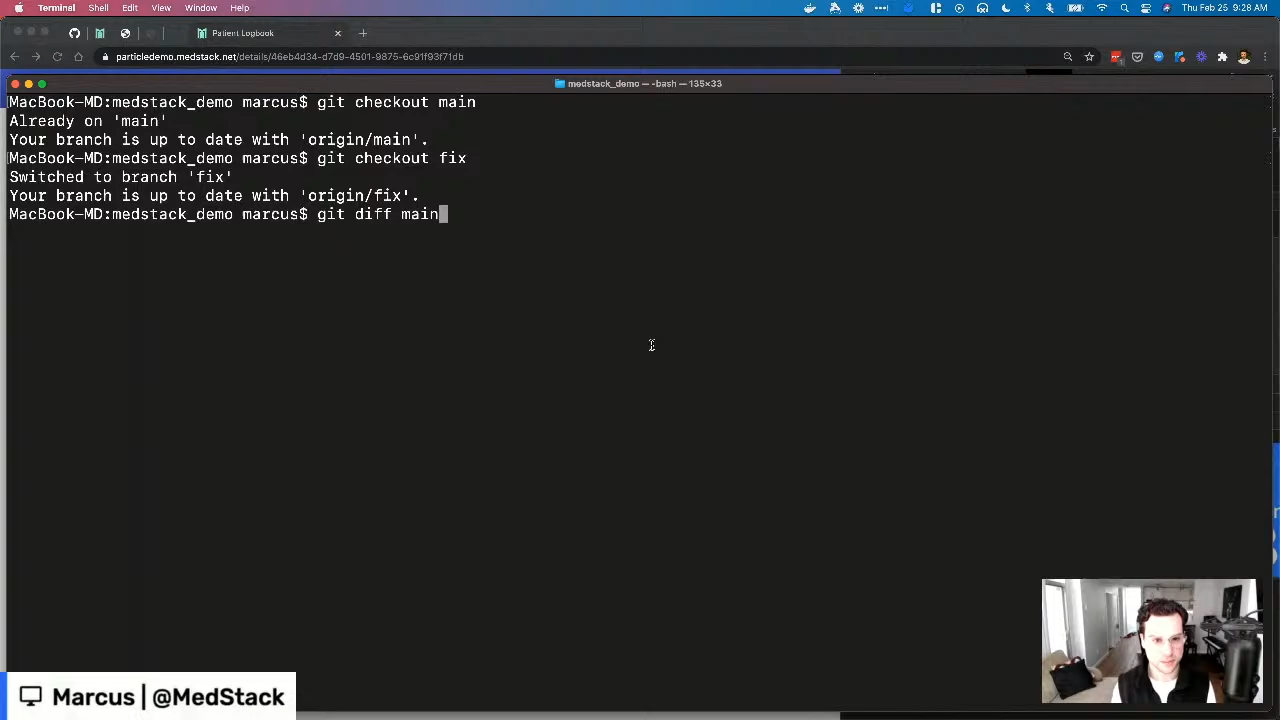 Terminal Shell Edit View Window Help Thu Feb 26 9:28 AM
Patient Logbook
particledemo.medstack.net/details/46eb4d34-d7d9-4501-9875-6c91f93f71db
medstack_demo — -bash — 135×33
MacBook-MD:medstack_demo marcus$ git checkout main
Already on 'main'
Your branch is up to date with 'origin/main'.
MacBook-MD:medstack_demo marcus$ git checkout fix
Switched to branch 'fix'
Your branch is up to date with 'origin/fix'.
MacBook-MD:medstack_demo marcus$ git diff main
Marcus | @MedStack